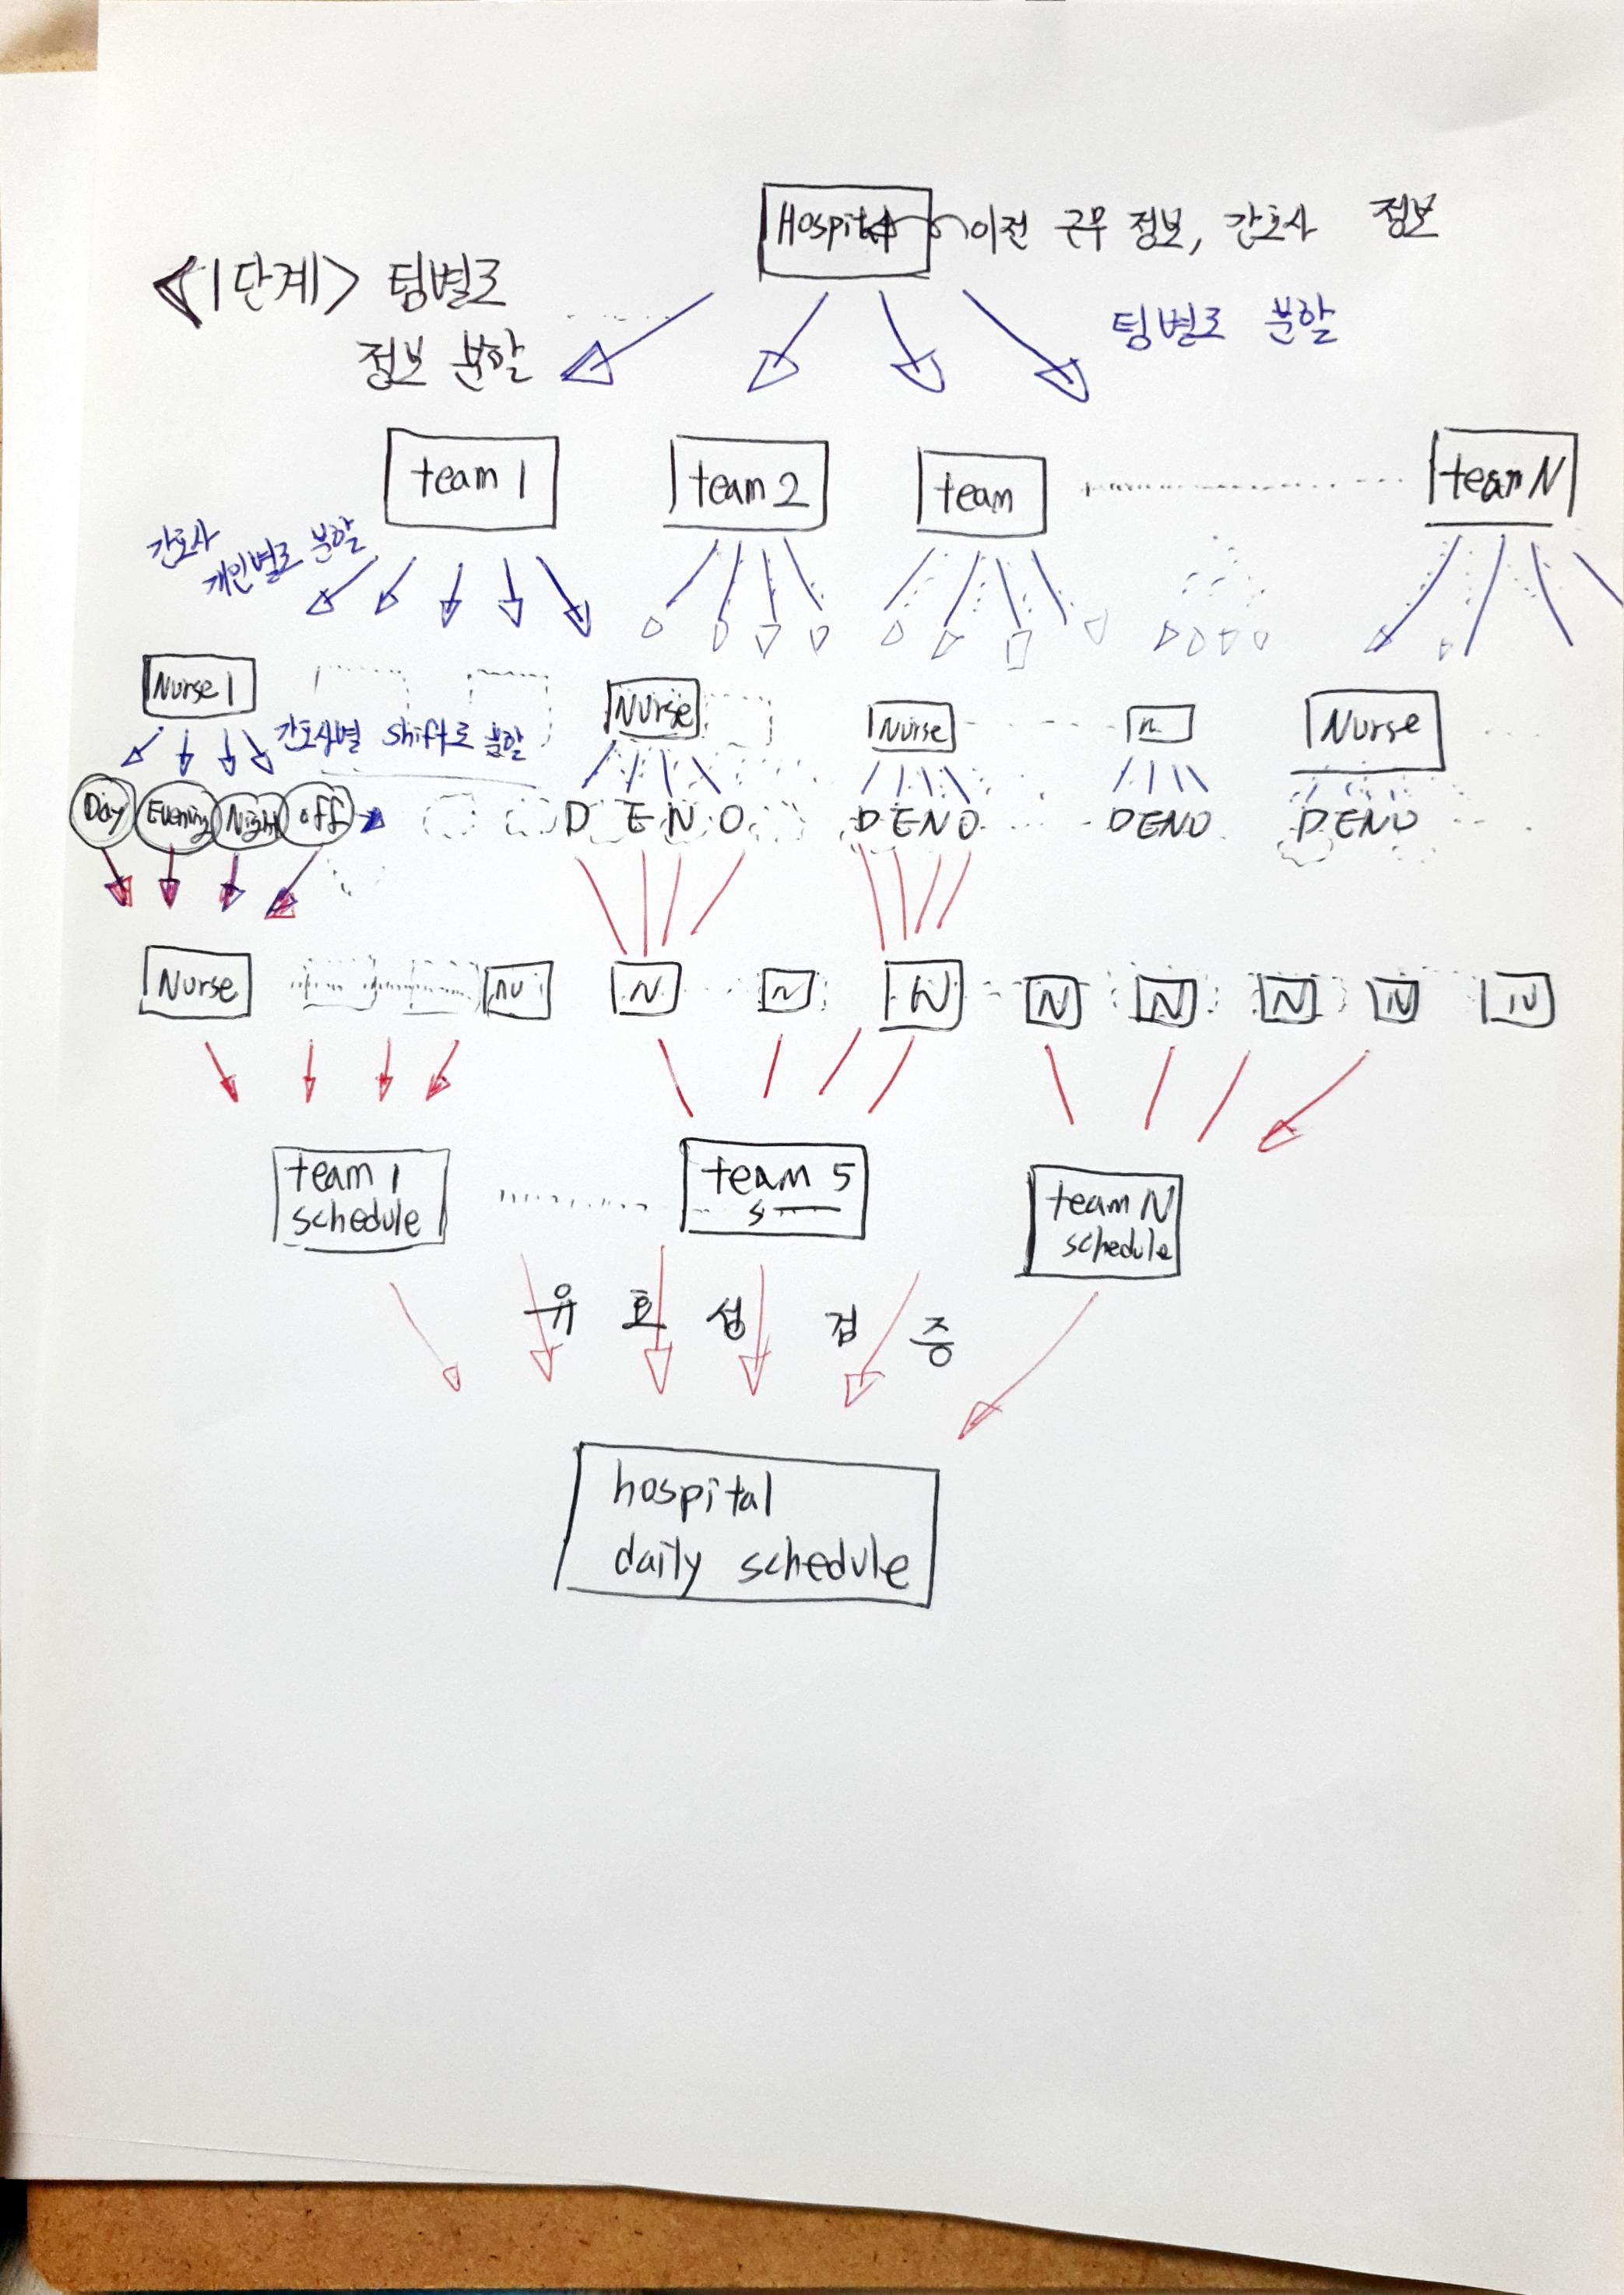 Hospital 이전 근무 정보, 간호사 정보
<1단계> 팀별로
정보 분할
팀별로 분할
team 1
team 2
team
team N
간호사
개인별로 분할
Nurse 1
Nurse
Nurse
n
Nurse
간호사별 shift로 분할
Day Evening Night off
D E N O
D E N O
D E N O
D E N O
Nurse
nu
N
n
N
N
N
N
N
N
team 1
schedule
team 5
s
team N
schedule
유 효 성 검 증
hospital
daily schedule